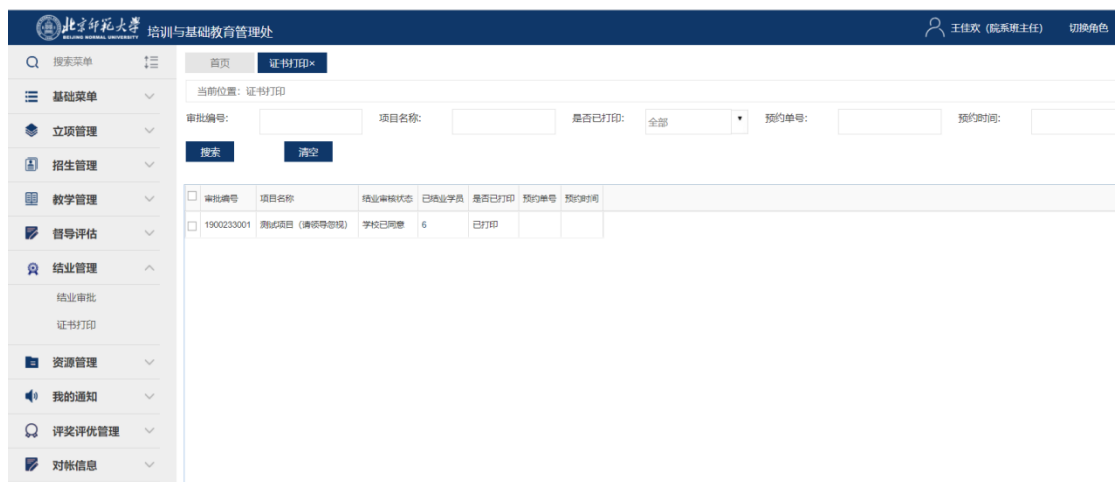 北京师范大学 培训与基础教育管理处 王佳欢 (院系班主任) 切换角色
BEIJING NORMAL UNIVERSITY
搜索菜单
首页 证书打印×
当前位置: 证书打印
基础菜单
立项管理
招生管理
教学管理
督导评估
结业管理
结业审批
证书打印
资源管理
我的通知
评奖评优管理
对帐信息
审批编号: 项目名称: 是否已打印: 全部 预约单号: 预约时间:
搜索 清空
审批编号 项目名称 结业审核状态 已结业学员 是否已打印 预约单号 预约时间
1900233001 测试项目 (请领导忽视) 学校已同意 6 已打印